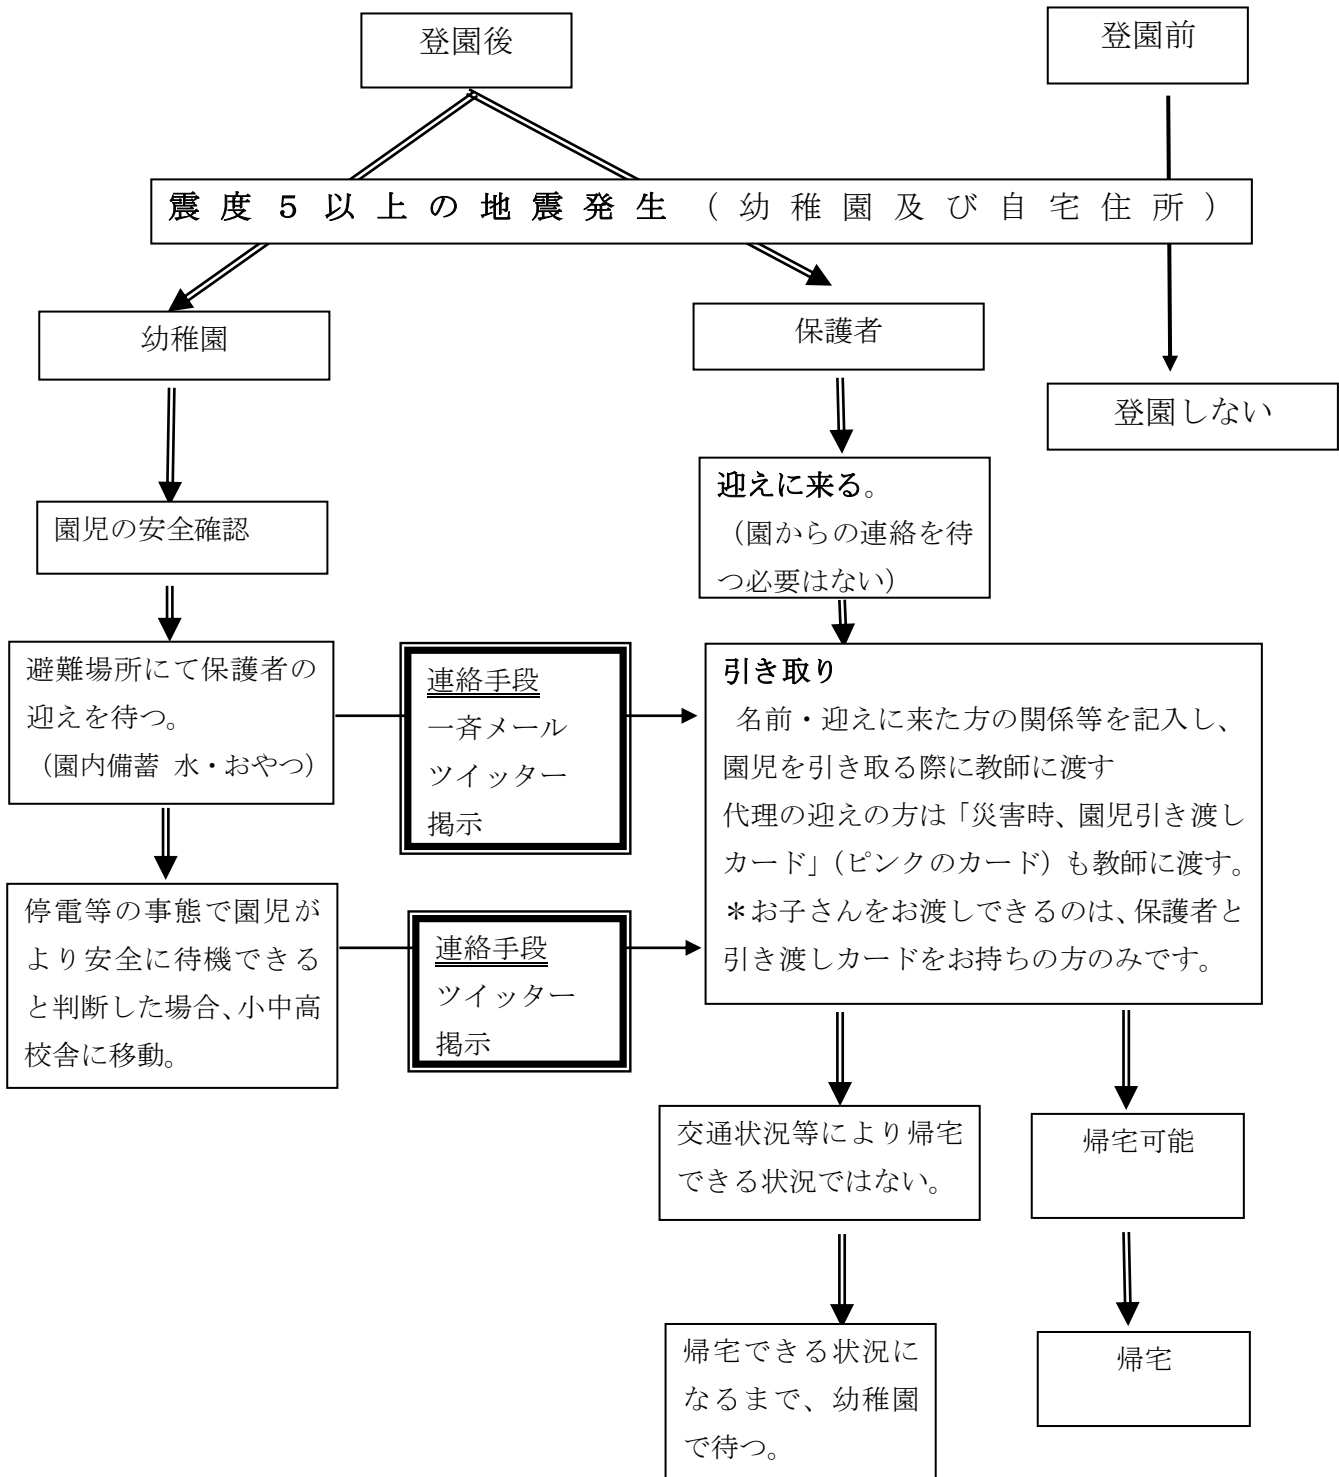 登園後
登園前
震度５以上の地震発生（幼稚園及び自宅住所）
幼稚園
保護者
登園しない
園児の安全確認
迎えに来る。
（園からの連絡を待
つ必要はない）
避難場所にて保護者の
迎えを待つ。
（園内備蓄 水・おやつ）
連絡手段
一斉メール
ツイッター
掲示
引き取り
名前・迎えに来た方の関係等を記入し、
園児を引き取る際に教師に渡す
代理の迎えの方は「災害時、園児引き渡し
カード」（ピンクのカード）も教師に渡す。
＊お子さんをお渡しできるのは、保護者と
引き渡しカードをお持ちの方のみです。
停電等の事態で園児が
より安全に待機できる
と判断した場合、小中高
校舎に移動。
連絡手段
ツイッター
掲示
交通状況等により帰宅
できる状況ではない。
帰宅可能
帰宅できる状況に
なるまで、幼稚園
で待つ。
帰宅